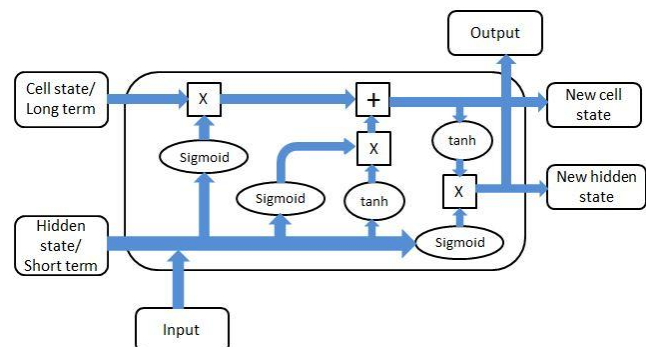 Output
Cell state/
Long term
X
+
New cell
state
tanh
Sigmoid
X
Sigmoid
tanh
X
New hidden
state
Hidden
state/
Short term
Sigmoid
Input